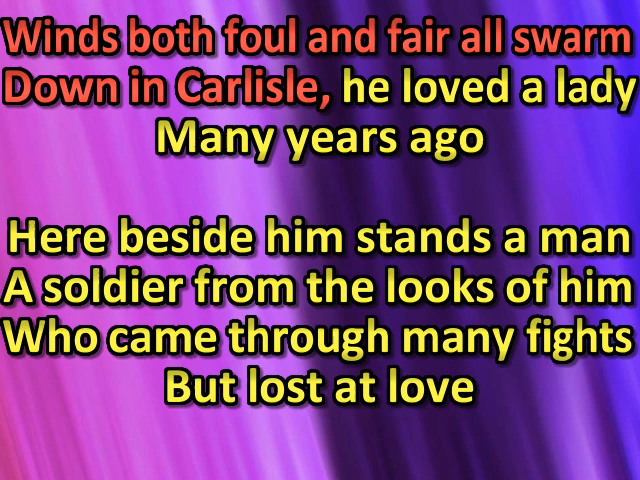 Winds both foul and fair all swarm
Down in Carlisle, he loved a lady
Many years ago
Here beside him stands a man
A soldier from the looks of him
Who came through many fights
But lost at love